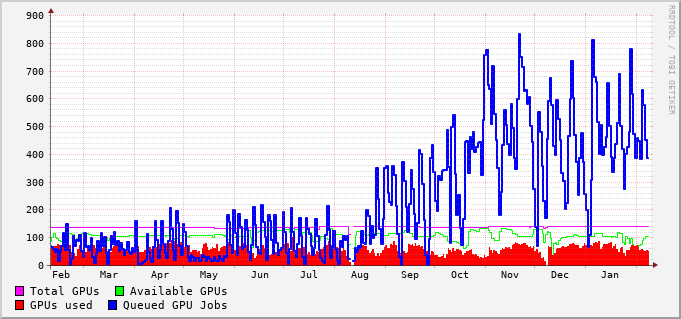 900
800
700
600
500
400
300
200
100
0
Feb Mar Apr May Jun Jul Aug Sep Oct Nov Dec Jan
Total GPUs Available GPUs
GPUs used Queued GPU Jobs
RRDTOOL / TOBI OETIKER